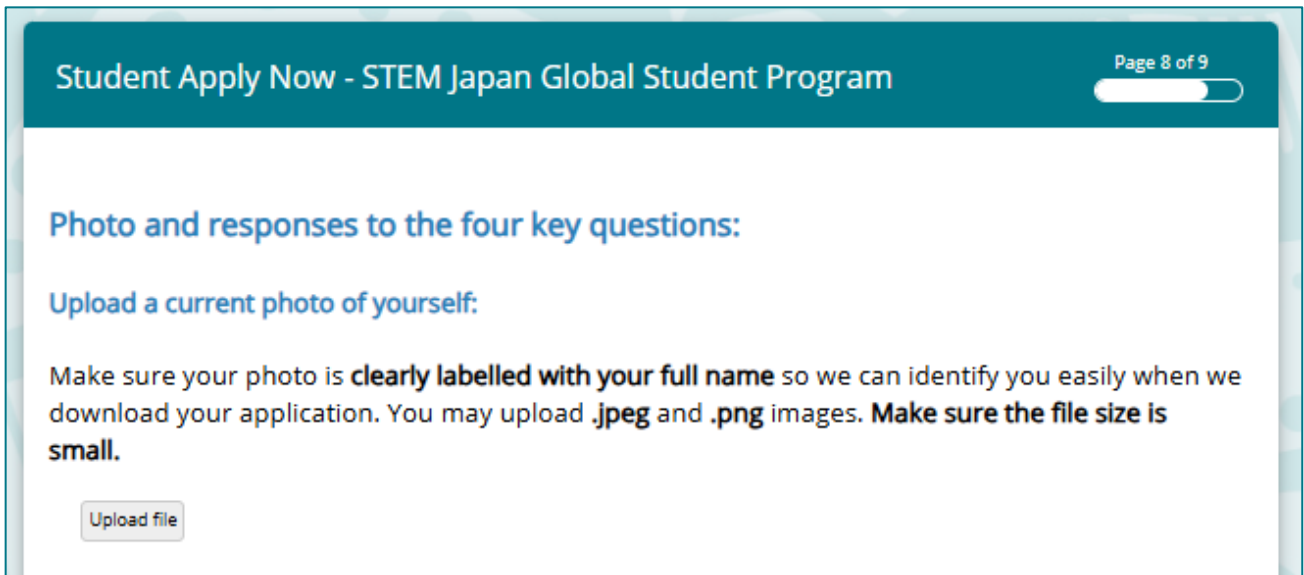 Student Apply Now - STEM Japan Global Student Program
Page 8 of 9
Photo and responses to the four key questions:
Upload a current photo of yourself:
Make sure your photo is clearly labelled with your full name so we can identify you easily when we
download your application. You may upload .jpeg and .png images. Make sure the file size is
small.
Upload file